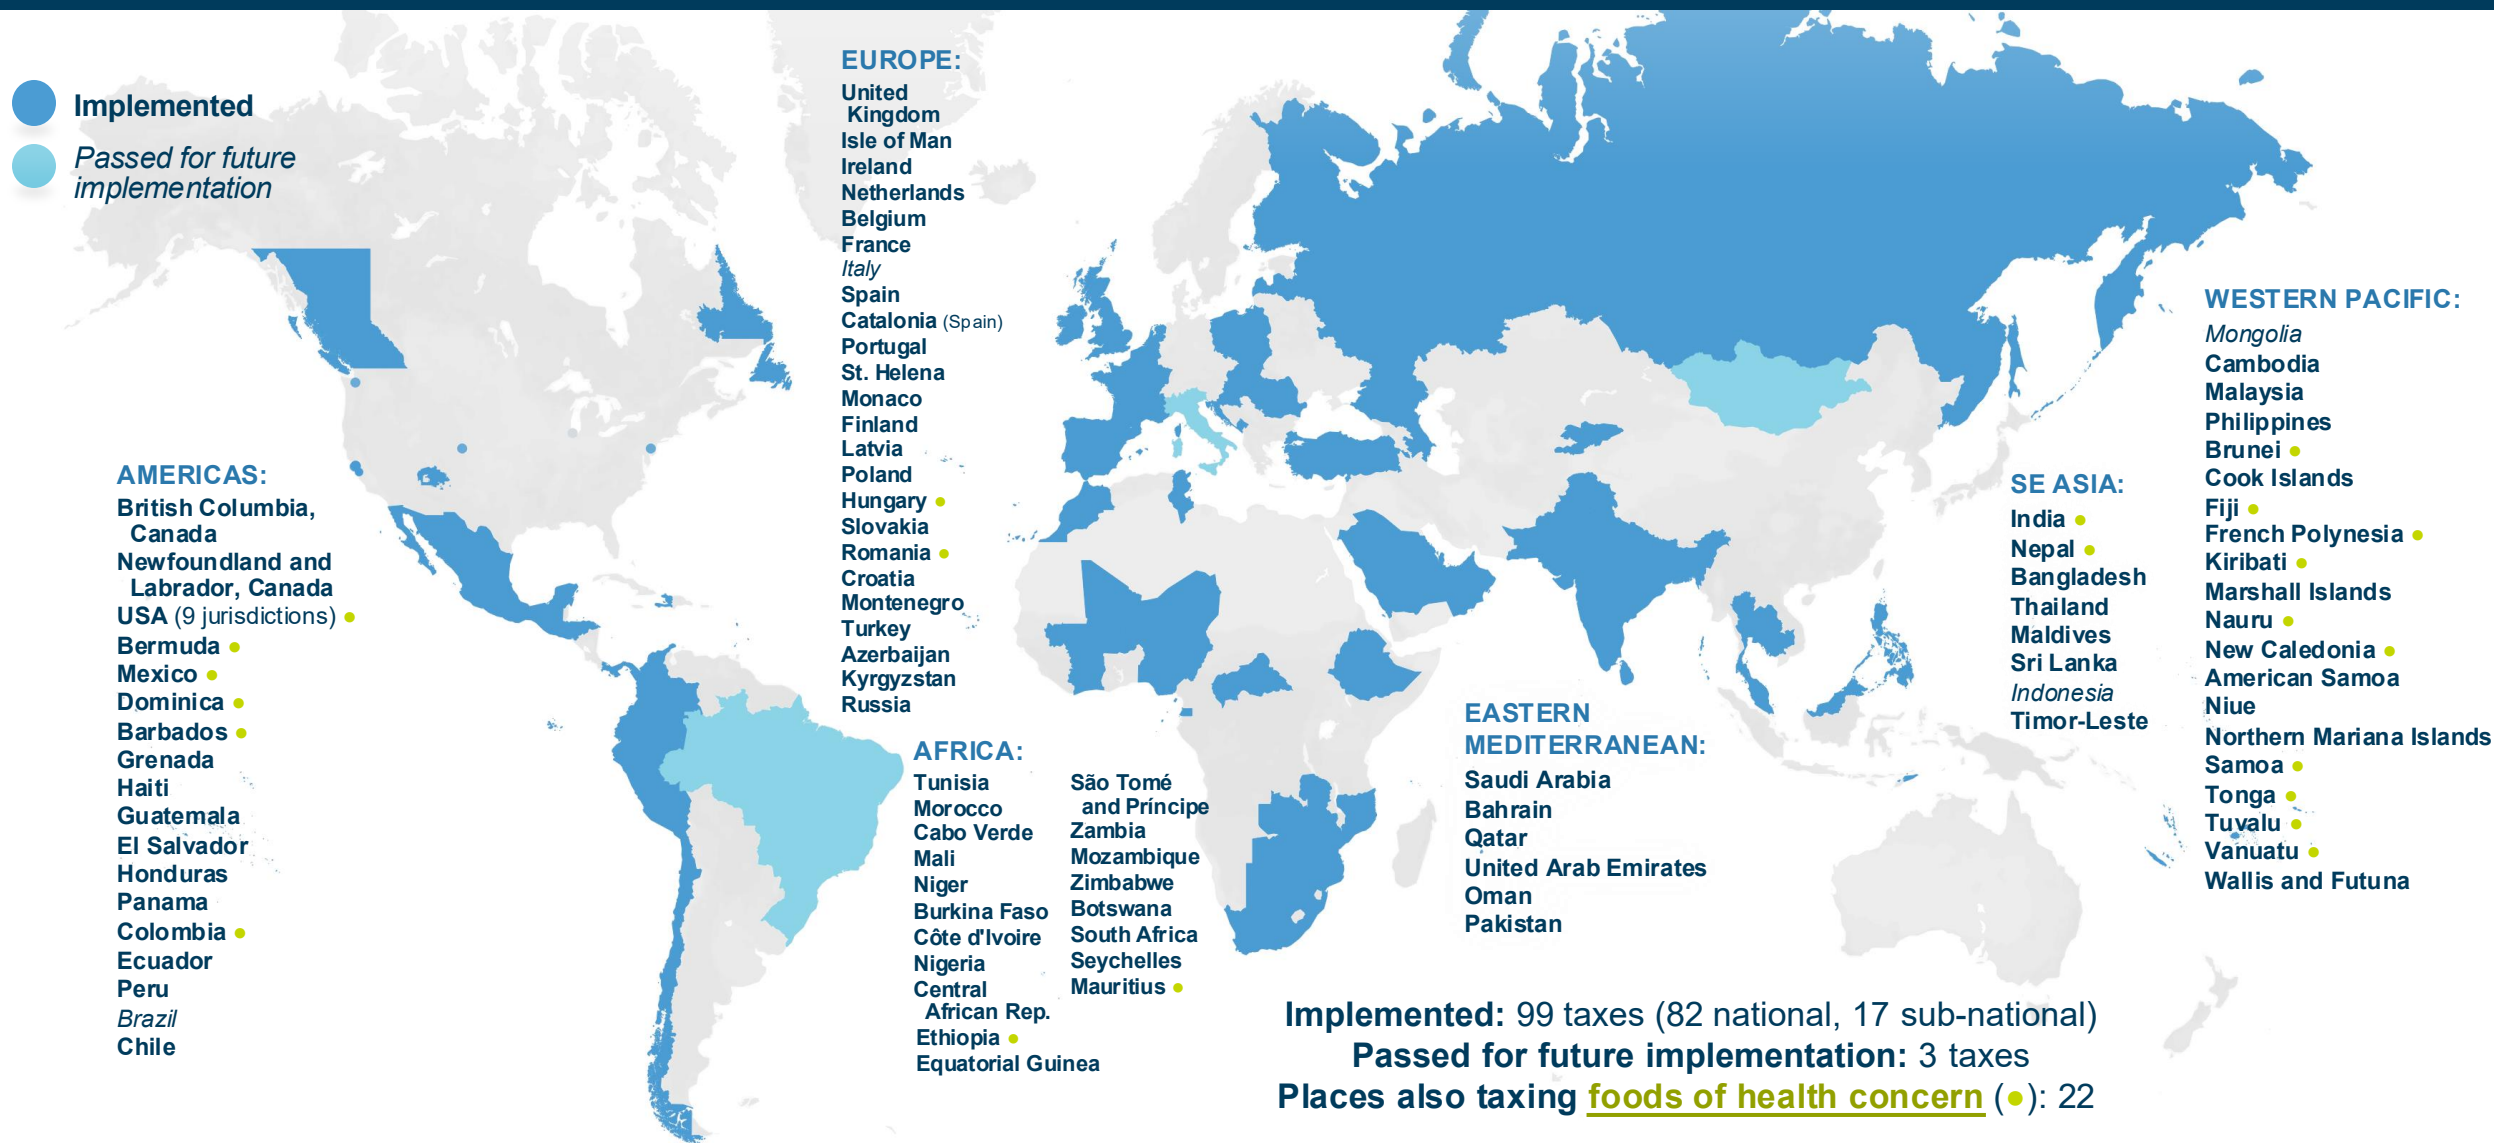 Implemented
Passed for future
implementation
AMERICAS:
British Columbia,
Canada
Newfoundland and
Labrador, Canada
USA (9 jurisdictions) ●
Bermuda ●
Mexico ●
Dominica ●
Barbados ●
Grenada
Haiti
Guatemala
El Salvador
Honduras
Panama
Colombia ●
Ecuador
Peru
Brazil
Chile
EUROPE:
United
Kingdom
Isle of Man
Ireland
Netherlands
Belgium
France
Italy
Spain
Catalonia (Spain)
Portugal
St. Helena
Monaco
Finland
Latvia
Poland
Hungary ●
Slovakia
Romania ●
Croatia
Montenegro
Turkey
Azerbaijan
Kyrgyzstan
Russia
AFRICA:
Tunisia
Morocco
Cabo Verde
Mali
Niger
Burkina Faso
Côte d'Ivoire
Nigeria
Central
African Rep.
Ethiopia ●
Equatorial Guinea
São Tomé
and Príncipe
Zambia
Mozambique
Zimbabwe
Botswana
South Africa
Seychelles
Mauritius ●
EASTERN
MEDITERRANEAN:
Saudi Arabia
Bahrain
Qatar
United Arab Emirates
Oman
Pakistan
SE ASIA:
India ●
Nepal ●
Bangladesh
Thailand
Maldives
Sri Lanka
Indonesia
Timor-Leste
WESTERN PACIFIC:
Mongolia
Cambodia
Malaysia
Philippines
Brunei ●
Cook Islands
Fiji ●
French Polynesia ●
Kiribati ●
Marshall Islands
Nauru ●
New Caledonia ●
American Samoa
Niue
Northern Mariana Islands
Samoa ●
Tonga ●
Tuvalu ●
Vanuatu ●
Wallis and Futuna
Implemented: 99 taxes (82 national, 17 sub-national)
Passed for future implementation: 3 taxes
Places also taxing foods of health concern (●): 22